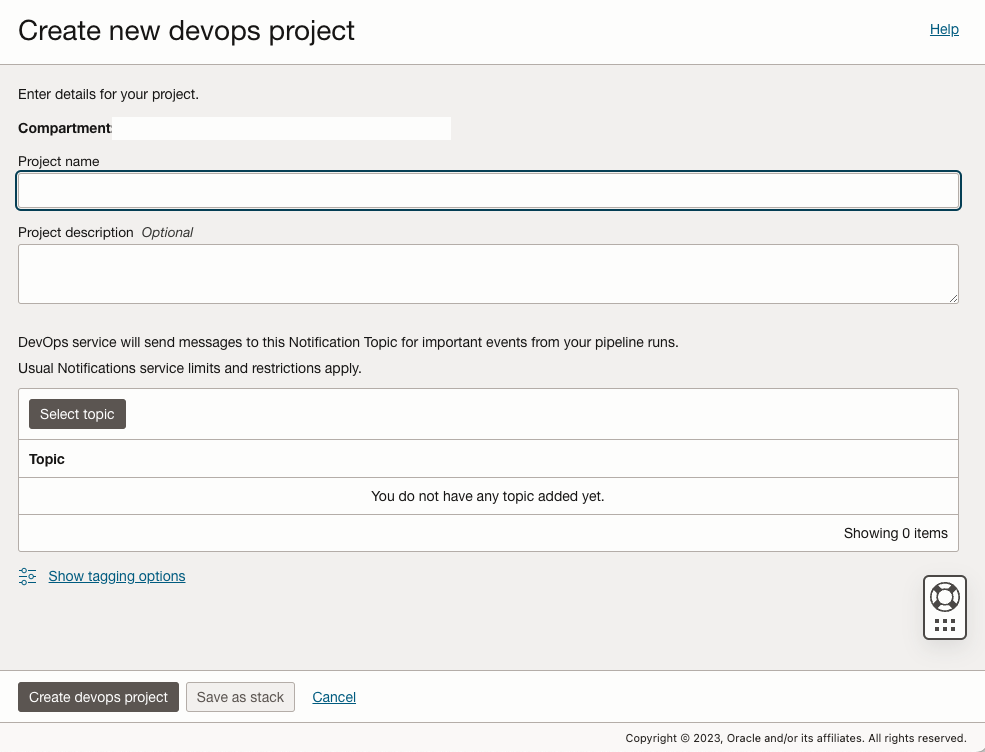 Create new devops project
Help
Enter details for your project.
Compartment:
Project name
Project description Optional
DevOps service will send messages to this Notification Topic for important events from your pipeline runs.
Usual Notifications service limits and restrictions apply.
Select topic
Topic
You do not have any topic added yet.
Showing 0 items
Show tagging options
Create devops project
Save as stack
Cancel
Copyright © 2023, Oracle and/or its affiliates. All rights reserved.